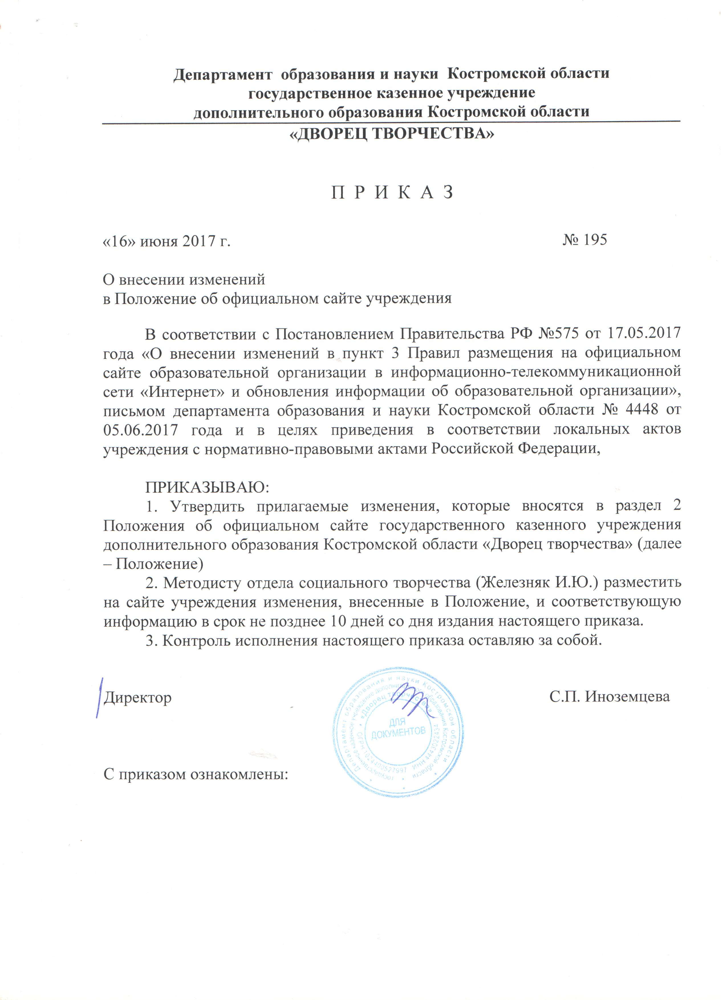 Департамент образования и науки Костромской области
государственное казенное учреждение
дополнительного образования Костромской области
«ДВОРЕЦ ТВОРЧЕСТВА»
П Р И К А З
«16» июня 2017 г. № 195
О внесении изменений
в Положение об официальном сайте учреждения
В соответствии с Постановлением Правительства РФ №575 от 17.05.2017
года «О внесении изменений в пункт 3 Правил размещения на официальном
сайте образовательной организации в информационно-телекоммуникационной
сети «Интернет» и обновления информации об образовательной организации»,
письмом департамента образования и науки Костромской области № 4448 от
05.06.2017 года и в целях приведения в соответствии локальных актов
учреждения с нормативно-правовыми актами Российской Федерации,
ПРИКАЗЫВАЮ:
1. Утвердить прилагаемые изменения, которые вносятся в раздел 2
Положения об официальном сайте государственного казенного учреждения
дополнительного образования Костромской области «Дворец творчества» (далее
– Положение)
2. Методисту отдела социального творчества (Железняк И.Ю.) разместить
на сайте учреждения изменения, внесенные в Положение, и соответствующую
информацию в срок не позднее 10 дней со дня издания настоящего приказа.
3. Контроль исполнения настоящего приказа оставляю за собой.
Директор С.П. Иноземцева
Департамент образования и науки Костромской области
государственное казенное учреждение дополнительного образования Костромской области
«Дворец творчества»
ОГРН 1024400527997 ИНН 4443022434
ДЛЯ
ДОКУМЕНТОВ
С приказом ознакомлены: